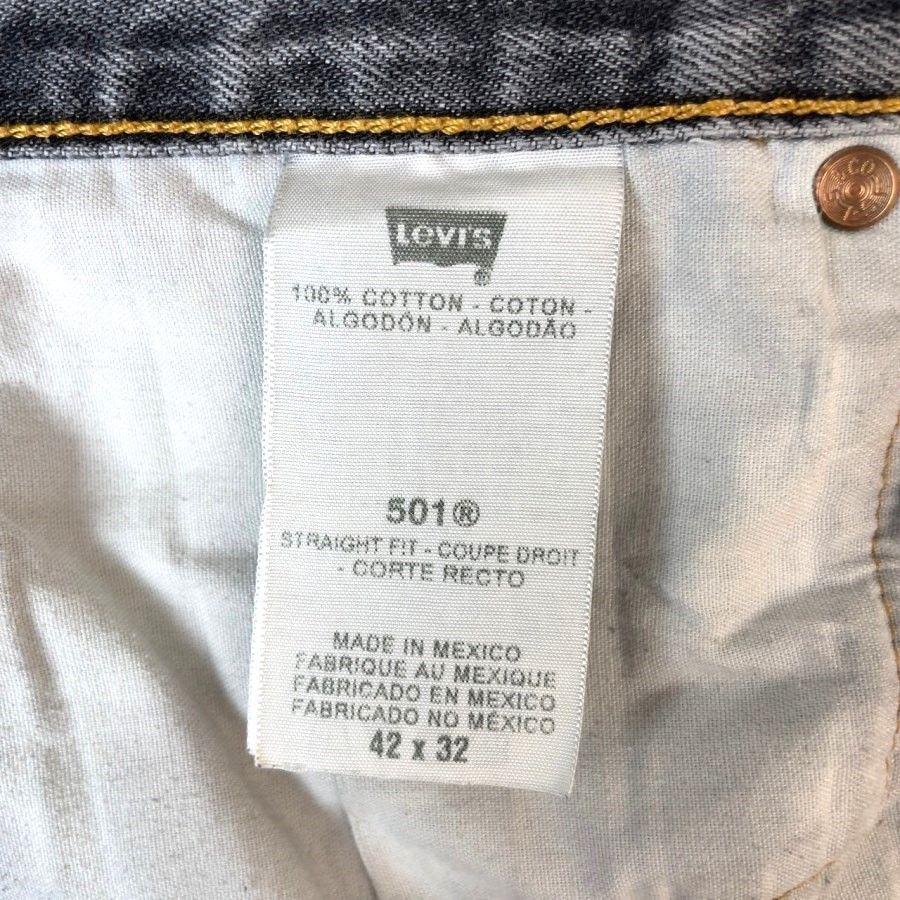 Levi's
®
100% COTTON - COTON -
ALGODÓN - ALGODÃO
501®
STRAIGHT FIT - COUPE DROIT
- CORTE RECTO
MADE IN MEXICO
FABRIQUE AU MEXIQUE
FABRICADO EN MEXICO
FABRICADO NO MÉXICO
42 x 32